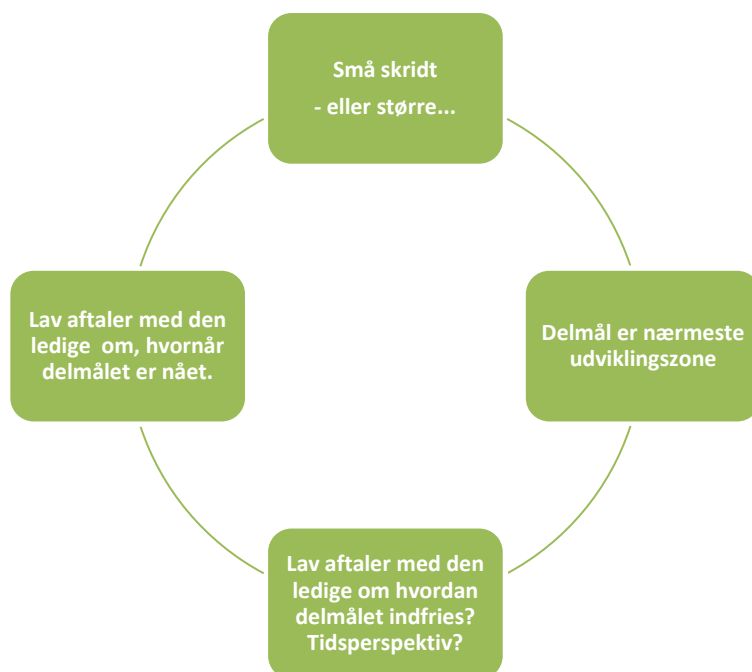 Små skridt
- eller større...
Delmål er nærmeste
udviklingszone
Lav aftaler med den
ledige om hvordan
delmålet indfries?
Tidsperspektiv?
Lav aftaler med den
ledige  om, hvornår
delmålet er nået.